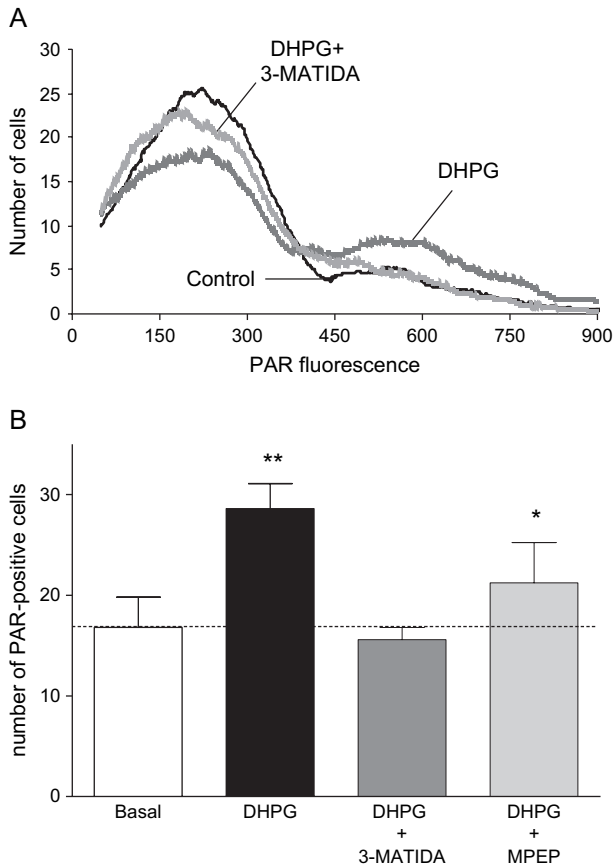 A
DHPG+
3-MATIDA
DHPG
Control
Number of cells
30
25
20
15
10
5
0
0 150 300 450 600 750 900
PAR fluorescence
B
number of PAR-positive cells
30
20
10
0
**
*
Basal DHPG DHPG DHPG
+ +
3-MATIDA MPEP